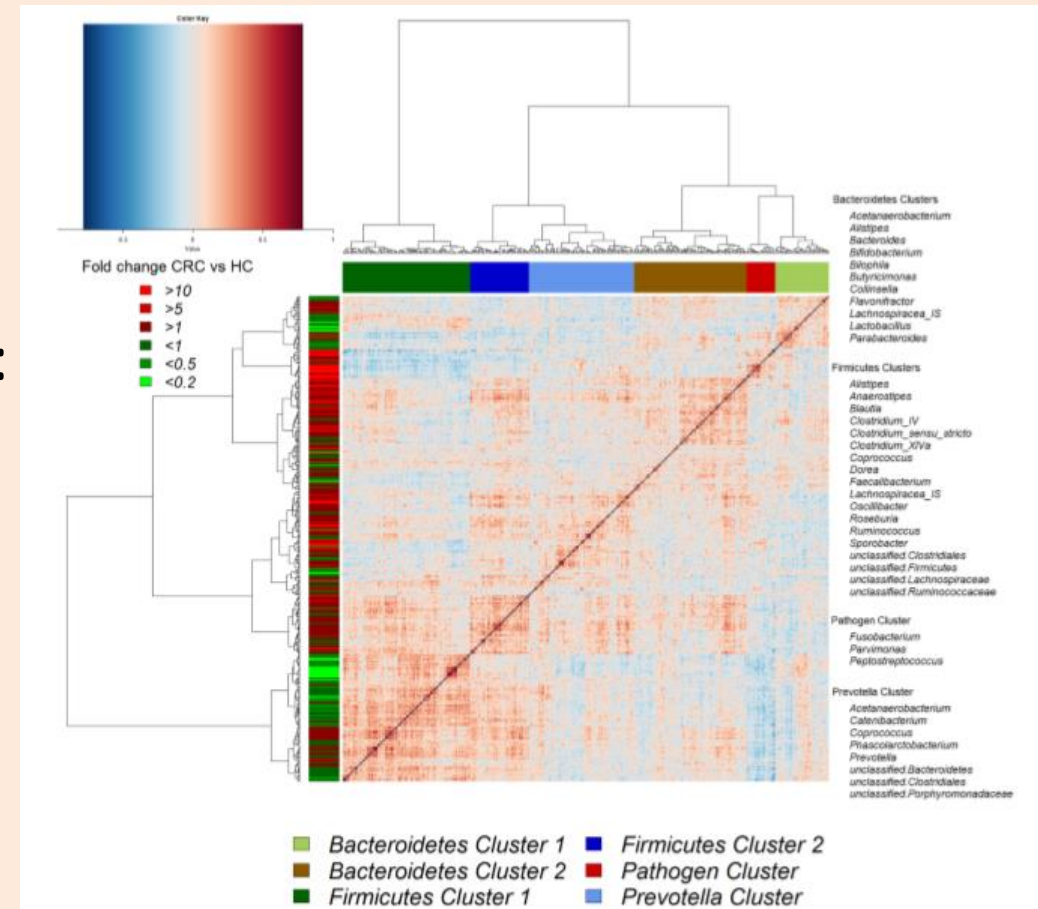 Color Key
Value
Fold change CRC vs HC
>10
>5
>1
<1
<0.5
<0.2
Bacteroidetes Clusters
Acetanaerobacterium
Alistipes
Bacteroides
Bifidobacterium
Bilophila
Butyricimonas
Collinsella
Flavonifractor
Lachnospiracea_IS
Lactobacillus
Parabacteroides
Firmicutes Clusters
Alistipes
Anaerostipes
Blautia
Clostridium_IV
Clostridium_sensu_stricto
Clostridium_XIVa
Coprococcus
Dorea
Faecalibacterium
Lachnospiracea_IS
Oscillibacter
Roseburia
Ruminococcus
Sporobacter
unclassified.Clostridiales
unclassified.Firmicutes
unclassified.Lachnospiraceae
unclassified.Ruminococcaceae
Pathogen Cluster
Fusobacterium
Parvimonas
Peptostreptococcus
Prevotella Cluster
Acetanaerobacterium
Catenibacterium
Coprococcus
Phascolarctobacterium
Prevotella
unclassified.Bacteroidetes
unclassified.Clostridiales
unclassified.Porphyromonadaceae
Bacteroidetes Cluster 1
Bacteroidetes Cluster 2
Firmicutes Cluster 1
Firmicutes Cluster 2
Pathogen Cluster
Prevotella Cluster